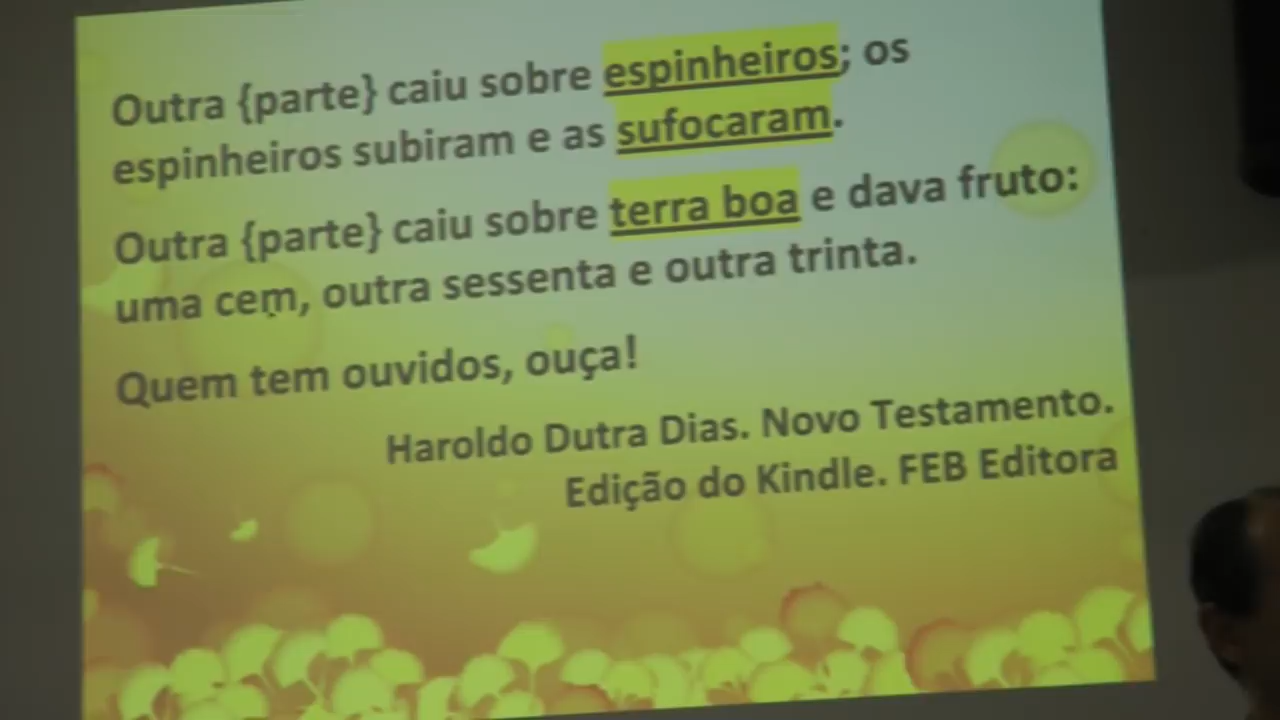 Outra {parte} caiu sobre espinheiros; os
espinheiros subiram e as sufocaram.
Outra {parte} caiu sobre terra boa e dava fruto:
uma cem, outra sessenta e outra trinta.
Quem tem ouvidos, ouça!
Haroldo Dutra Dias. Novo Testamento.
Edição do Kindle. FEB Editora